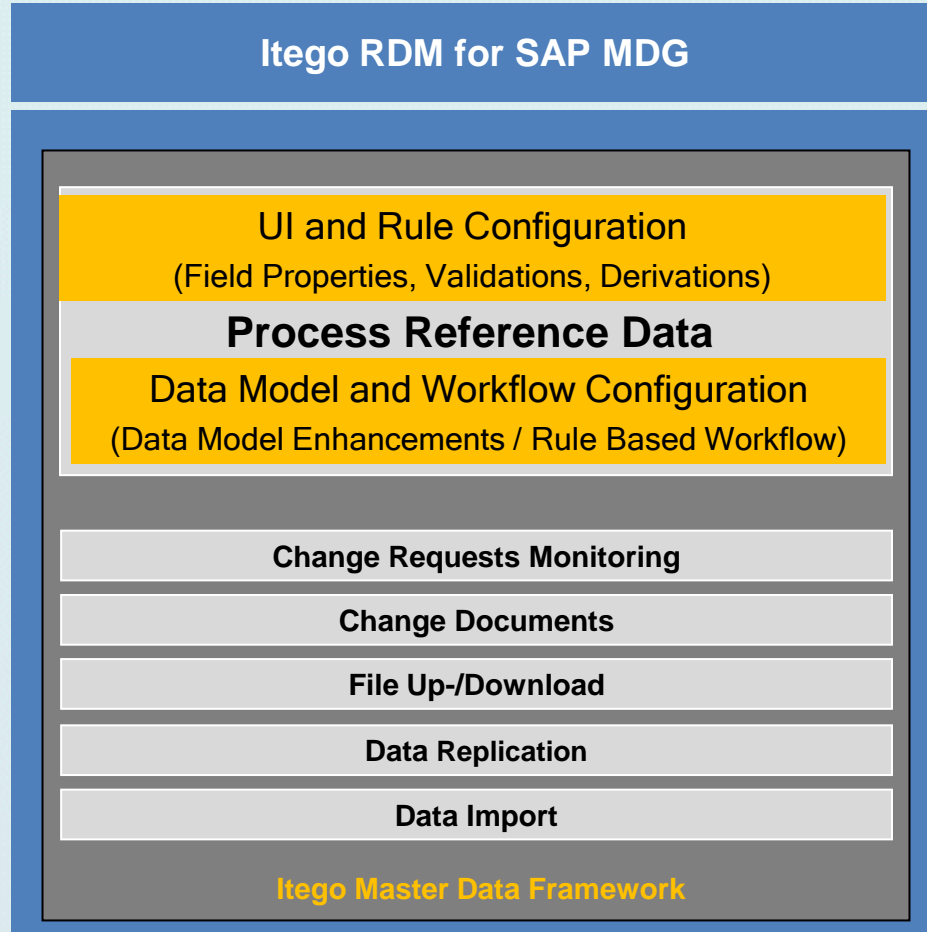 Itego RDM for SAP MDG
UI and Rule Configuration
(Field Properties, Validations, Derivations)
Process Reference Data
Data Model and Workflow Configuration
(Data Model Enhancements / Rule Based Workflow)
Change Requests Monitoring
Change Documents
File Up-/Download
Data Replication
Data Import
Itego Master Data Framework